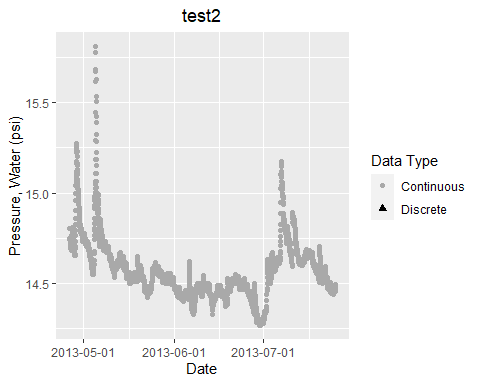 test2
Pressure, Water (psi)
15.5
15.0
14.5
2013-05-01 2013-06-01 2013-07-01
Date
Data Type
Continuous
Discrete